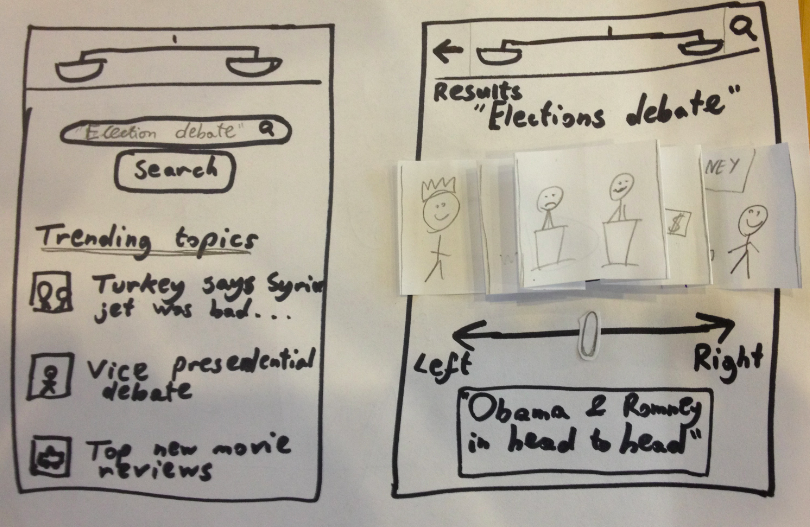 "Election debate"
Search
Trending topics
Turkey says Syrian
jet was bad...
Vice presedential
debate
Top new movie
reviews
Results
"Elections debate"
NEY
$
Left
Right
"Obama & Romney
in head to head"